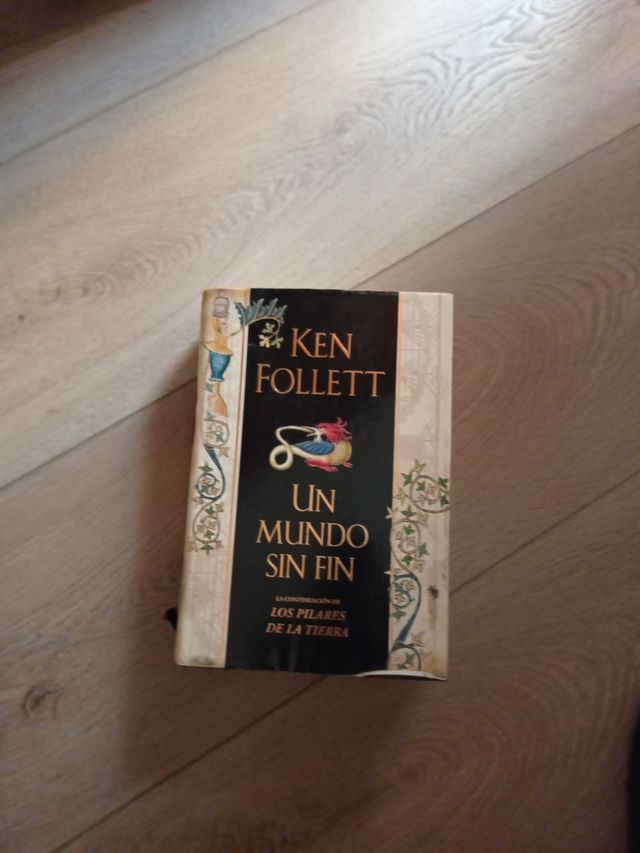 KEN
FOLLETT
UN
MUNDO
SIN FIN
LA CONTINUACIÓN DE
LOS PILARES
DE LA TIERRA